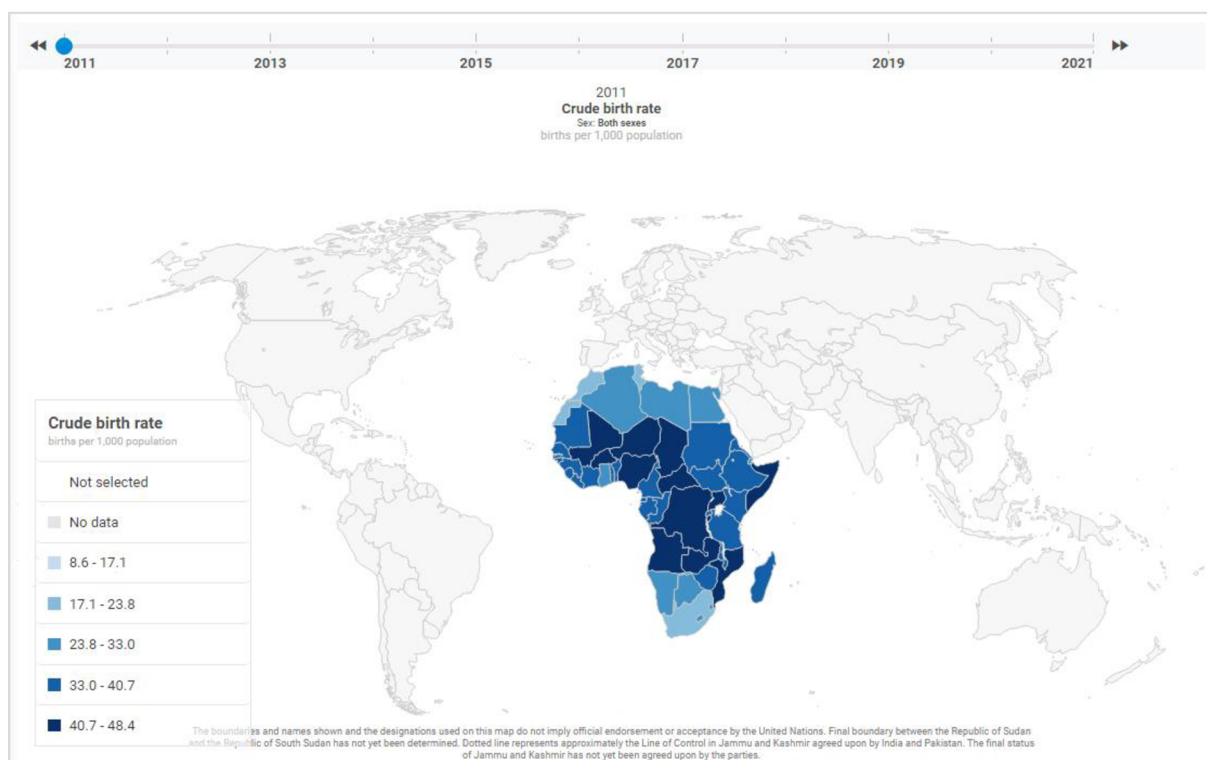 2011 2013 2015 2017 2019 2021
2011
Crude birth rate
Sex: Both sexes
births per 1,000 population
Crude birth rate
births per 1,000 population
Not selected
No data
8.6 - 17.1
17.1 - 23.8
23.8 - 33.0
33.0 - 40.7
40.7 - 48.4
The boundaries and names shown and the designations used on this map do not imply official endorsement or acceptance by the United Nations. Final boundary between the Republic of Sudan
and the Republic of South Sudan has not yet been determined. Dotted line represents approximately the Line of Control in Jammu and Kashmir agreed upon by India and Pakistan. The final status
of Jammu and Kashmir has not yet been agreed upon by the parties.